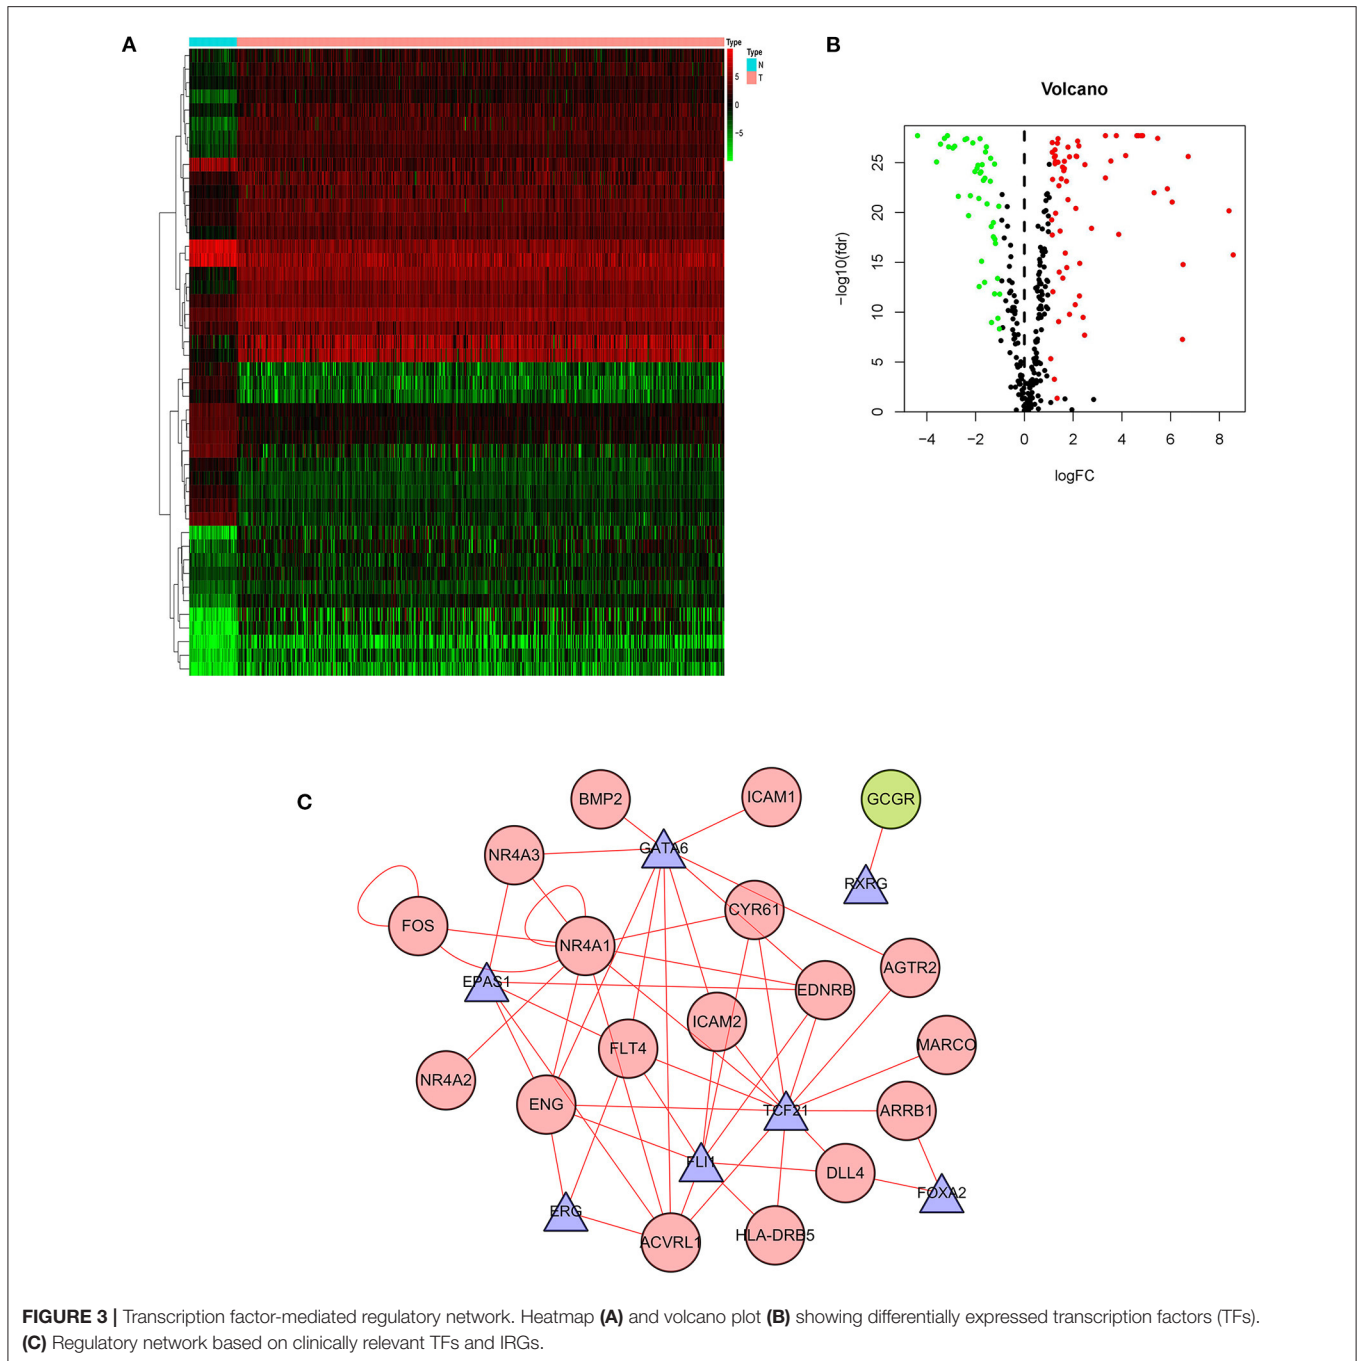 A
Type
5
0
−5
Type
N
T
B
Volcano
−log10(fdr)
25
20
15
10
5
0
−4 −2 0 2 4 6 8
logFC
C
BMP2
ICAM1
GCGR
NR4A3
GATA6
RXRG
CYR61
FOS
NR4A1
AGTR2
EPAS1
EDNRB
ICAM2
MARCO
FLT4
NR4A2
ENG
TCF21
ARRB1
FLI1
DLL4
FOXA2
ERG
ACVRL1
HLA-DRB5
FIGURE 3 | Transcription factor-mediated regulatory network. Heatmap (A) and volcano plot (B) showing differentially expressed transcription factors (TFs).
(C) Regulatory network based on clinically relevant TFs and IRGs.